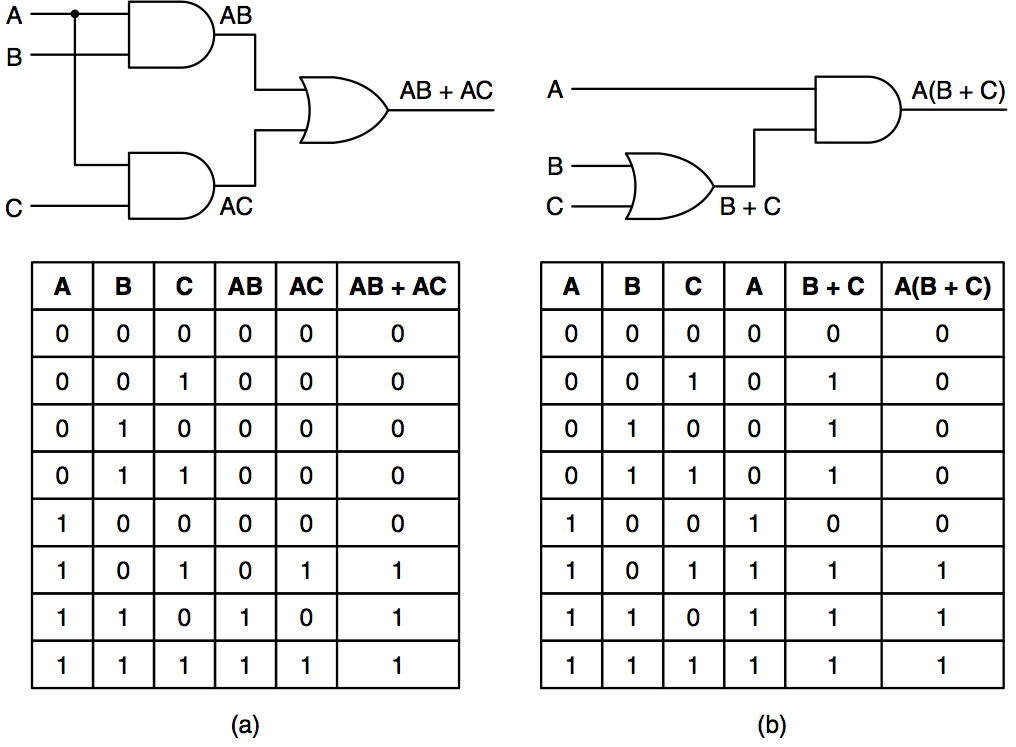 A
B
C
AB
AC
AB + AC
A
B
C
B + C
A(B + C)
A B C AB AC AB + AC
0 0 0 0 0 0
0 0 1 0 0 0
0 1 0 0 0 0
0 1 1 0 0 0
1 0 0 0 0 0
1 0 1 0 1 1
1 1 0 1 0 1
1 1 1 1 1 1
(a)
A B C A B + C A(B + C)
0 0 0 0 0 0
0 0 1 0 1 0
0 1 0 0 1 0
0 1 1 0 1 0
1 0 0 1 0 0
1 0 1 1 1 1
1 1 0 1 1 1
1 1 1 1 1 1
(b)